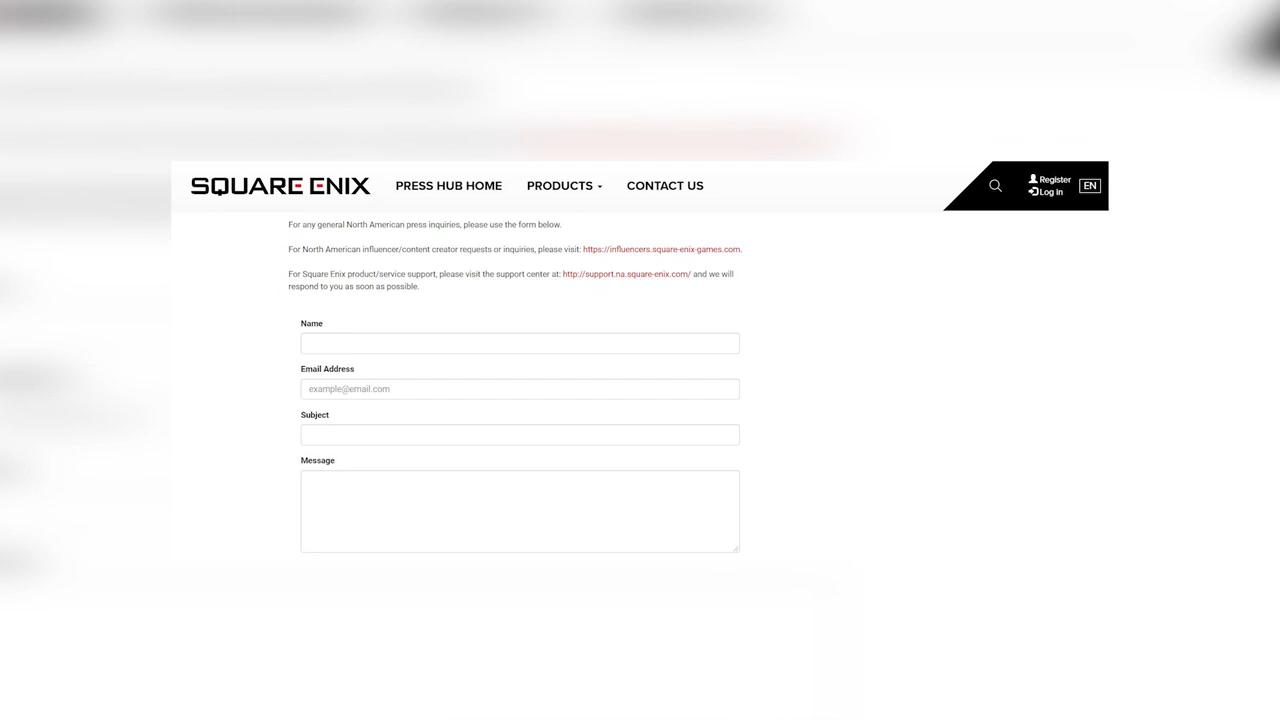 SQUARE ENIX PRESS HUB HOME PRODUCTS CONTACT US Register
Log in EN
For any general North American press inquiries, please use the form below.
For North American influencer/content creator requests or inquiries, please visit: https://influencers.square-enix-games.com.
For Square Enix product/service support, please visit the support center at: http://support.na.square-enix.com/ and we will
respond to you as soon as possible.
Name
Email Address
example@email.com
Subject
Message